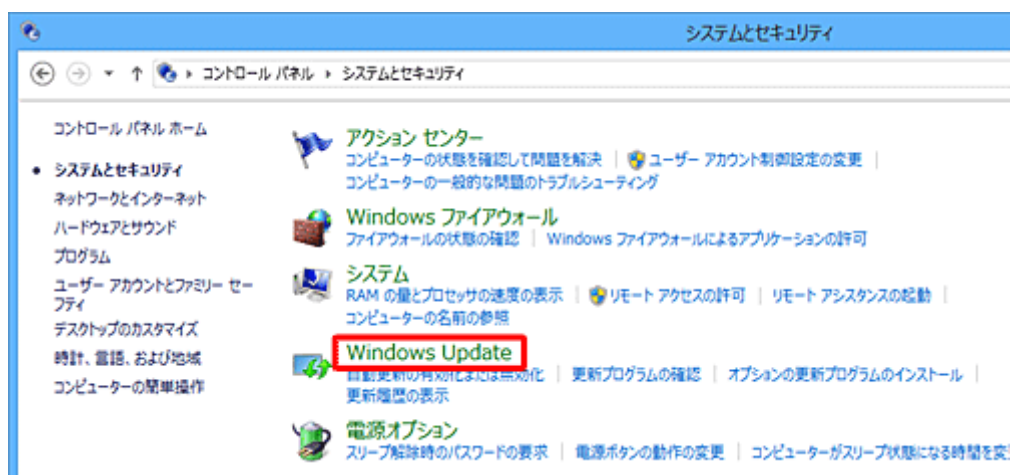 システムとセキュリティ
コントロール パネル ▸ システムとセキュリティ
コントロール パネル ホーム
システムとセキュリティ
ネットワークとインターネット
ハードウェアとサウンド
プログラム
ユーザー アカウントとファミリー セー
フティ
デスクトップのカスタマイズ
時計、言語、および地域
コンピューターの簡単操作
アクション センター
コンピューターの状態を確認して問題を解決 | ユーザー アカウント制御設定の変更 |
コンピューターの一般的な問題のトラブルシューティング
Windows ファイアウォール
ファイアウォールの状態の確認 | Windows ファイアウォールによるアプリケーションの許可
システム
RAM の量とプロセッサの速度の表示 | リモート アクセスの許可 | リモート アシスタンスの起動 |
コンピューターの名前の参照
Windows Update
自動更新の有効化または無効化 | 更新プログラムの確認 | オプションの更新プログラムのインストール |
更新履歴の表示
電源オプション
スリープ解除時のパスワードの要求 | 電源ボタンの動作の変更 | コンピューターがスリープ状態になる時間を変